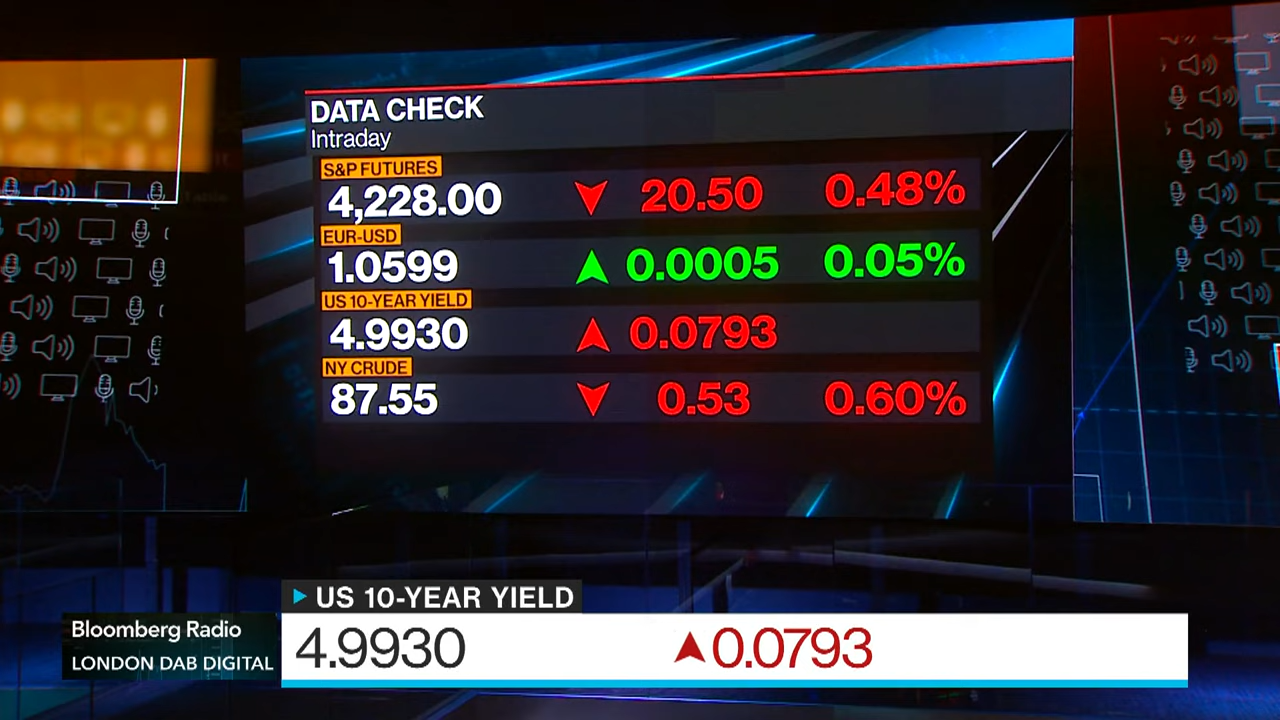 DATA CHECK
Intraday
S&P FUTURES
4,228.00 ▼ 20.50 0.48%
EUR-USD
1.0599 ▲ 0.0005 0.05%
US 10-YEAR YIELD
4.9930 ▲ 0.0793
NY CRUDE
87.55 ▼ 0.53 0.60%
US 10-YEAR YIELD
Bloomberg Radio
LONDON DAB DIGITAL
4.9930 ▲0.0793